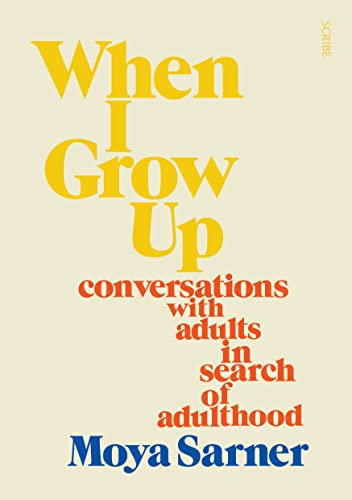 SCRIBE
When
I
Grow
Up
conversations
with
adults
in
search
of
adulthood
Moya Sarner